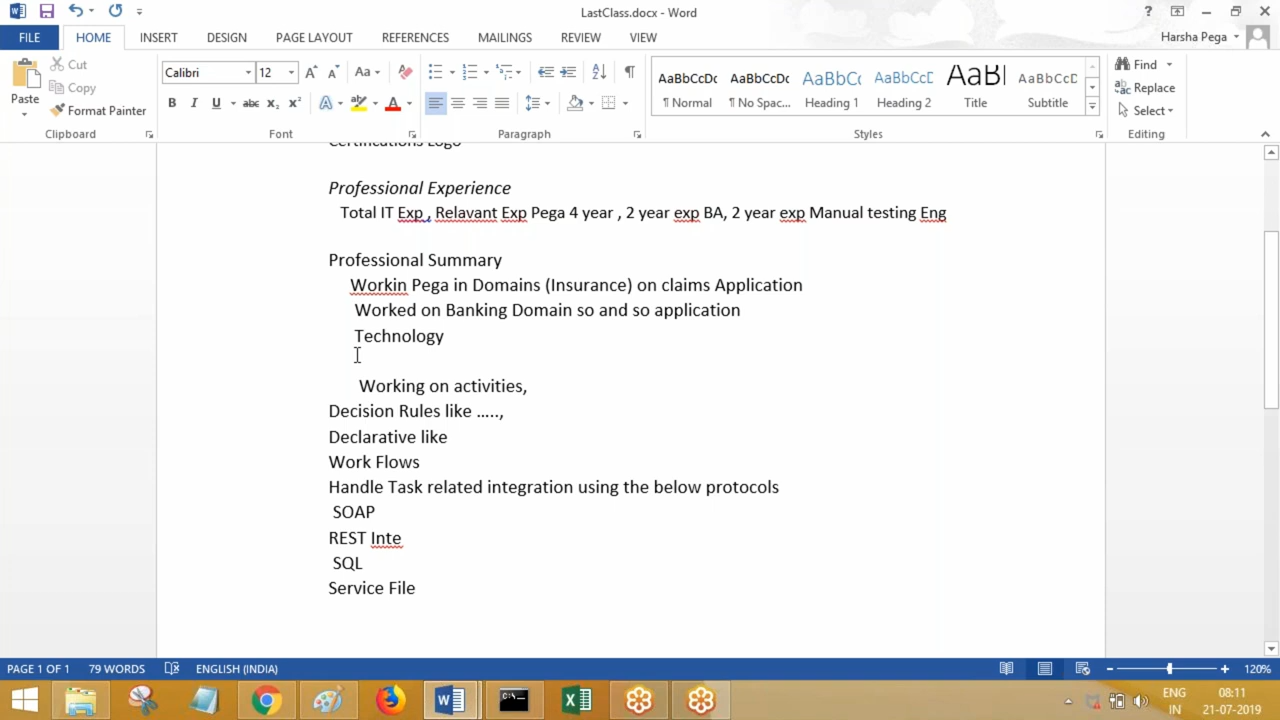 LastClass.docx - Word
FILE HOME INSERT DESIGN PAGE LAYOUT REFERENCES MAILINGS REVIEW VIEW
Harsha Pega
Paste
Cut
Copy
Format Painter
Clipboard
Calibri 12
Aa
B I U abc X₂ X² A A
Font
Paragraph
AaBbCcDc AaBbCcDc AaBbCc AaBbCcE AaB AaBbCcD
¶ Normal ¶ No Spac... Heading 1 Heading 2 Title Subtitle
Styles
Find
Replace
Select
Editing
Certifications Logo
Professional Experience
Total IT Exp , Relavant Exp Pega 4 year , 2 year exp BA, 2 year exp Manual testing Eng
Professional Summary
Workin Pega in Domains (Insurance) on claims Application
Worked on Banking Domain so and so application
Technology
Working on activities,
Decision Rules like …..,
Declarative like
Work Flows
Handle Task related integration using the below protocols
SOAP
REST Inte
SQL
Service File
PAGE 1 OF 1 79 WORDS ENGLISH (INDIA) 120%
ENG
IN
08:11
21-07-2019